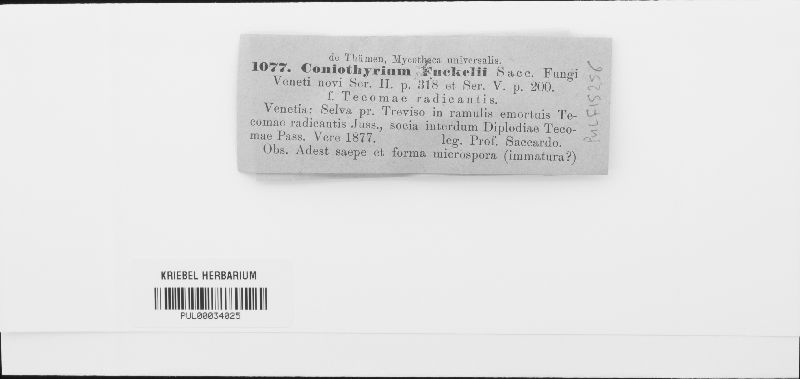 de Thümen, Mycotheca universalis.
1077. Coniothyrium Fuckelii Sacc. Fungi
Veneti novi Ser. II. p. 318 et Ser. V. p. 200.
f. Tecomae radicantis.
Venetia: Selva pr. Treviso in ramulis emortuis Te-
comae radicantis Juss., socia interdum Diplodiae Teco-
mae Pass. Vere 1877. leg. Prof. Saccardo.
Obs. Adest saepe et forma microspora (immatura?)
PUL F15256
KRIEBEL HERBARIUM
PUL00034025